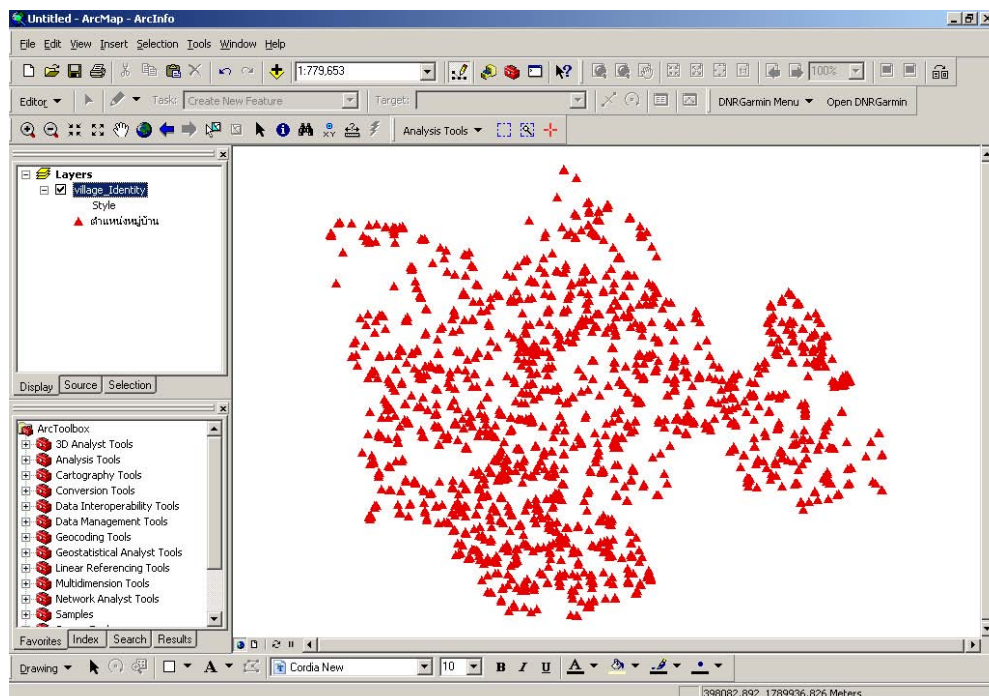 Untitled - ArcMap - ArcInfo
File Edit View Insert Selection Tools Window Help
1:779,653
100%
Editor Task: Create New Feature Target: DNRGarmin Menu Open DNRGarmin
XY Analysis Tools
Layers
village_Identity
Style
ตำแหน่งหมู่บ้าน
Display Source Selection
ArcToolbox
3D Analyst Tools
Analysis Tools
Cartography Tools
Conversion Tools
Data Interoperability Tools
Data Management Tools
Geocoding Tools
Geostatistical Analyst Tools
Linear Referencing Tools
Multidimension Tools
Network Analyst Tools
Samples
Favorites Index Search Results
Drawing A Cordia New 10 B I U A
398082.892 1789936.826 Meters